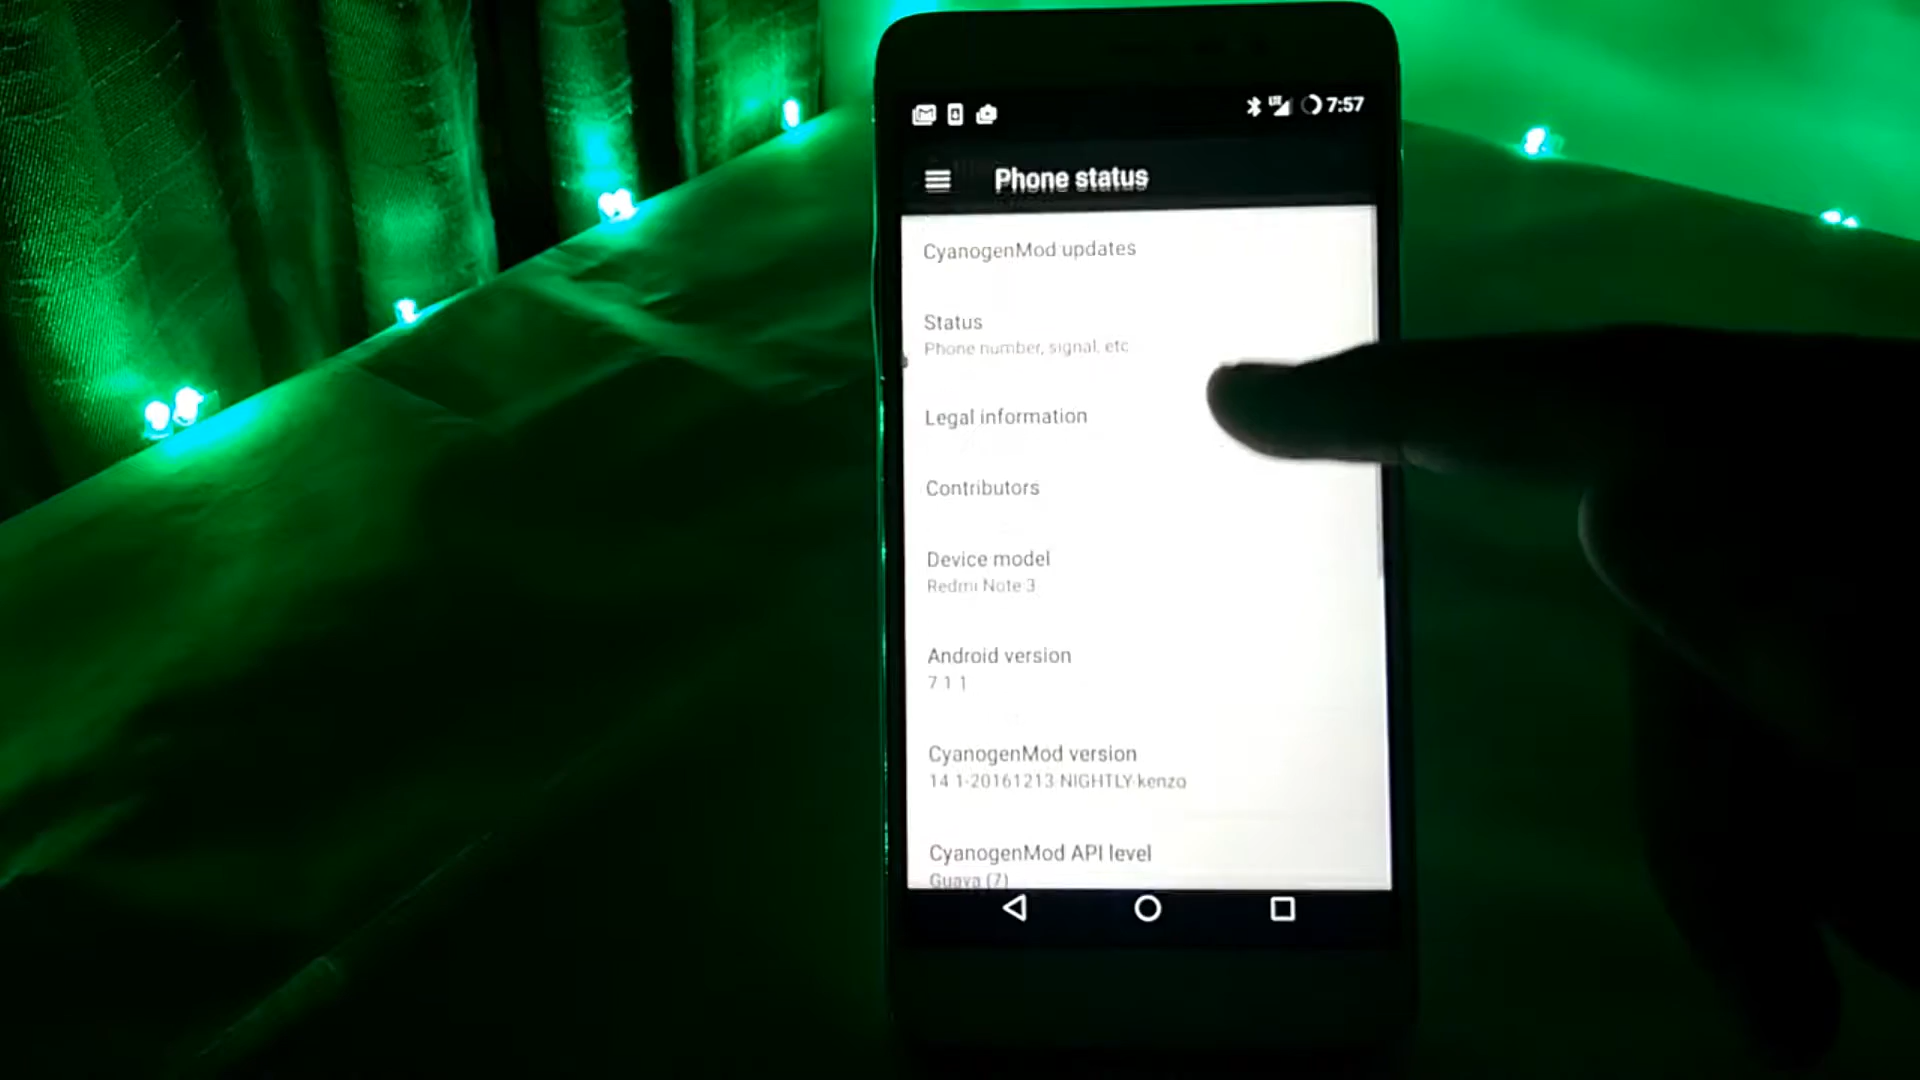 LTE 7:57
Phone status
CyanogenMod updates
Status
Phone number, signal, etc
Legal information
Contributors
Device model
Redmi Note 3
Android version
7 1 1
CyanogenMod version
14 1-20161213 NIGHTLY kenzo
CyanogenMod API level
Guava (7)